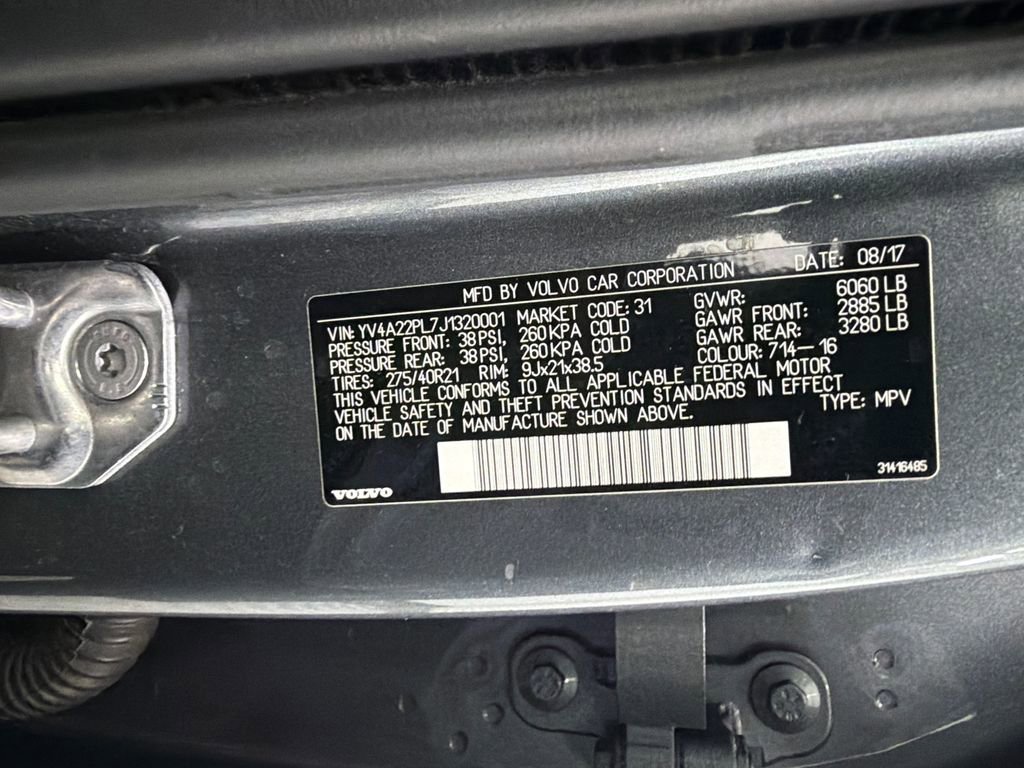 MFD BY VOLVO CAR CORPORATION DATE: 08/17
VIN: YV4A22PL7J1320001 MARKET CODE: 31 GVWR: 6060 LB
PRESSURE FRONT: 38PSI, 260KPA COLD GAWR FRONT: 2885 LB
PRESSURE REAR: 38PSI, 260KPA COLD GAWR REAR: 3280 LB
TIRES: 275/40R21 RIM: 9Jx21x38.5 COLOUR: 714-16
THIS VEHICLE CONFORMS TO ALL APPLICABLE FEDERAL MOTOR
VEHICLE SAFETY AND THEFT PREVENTION STANDARDS IN EFFECT
ON THE DATE OF MANUFACTURE SHOWN ABOVE. TYPE: MPV
VOLVO 31416485